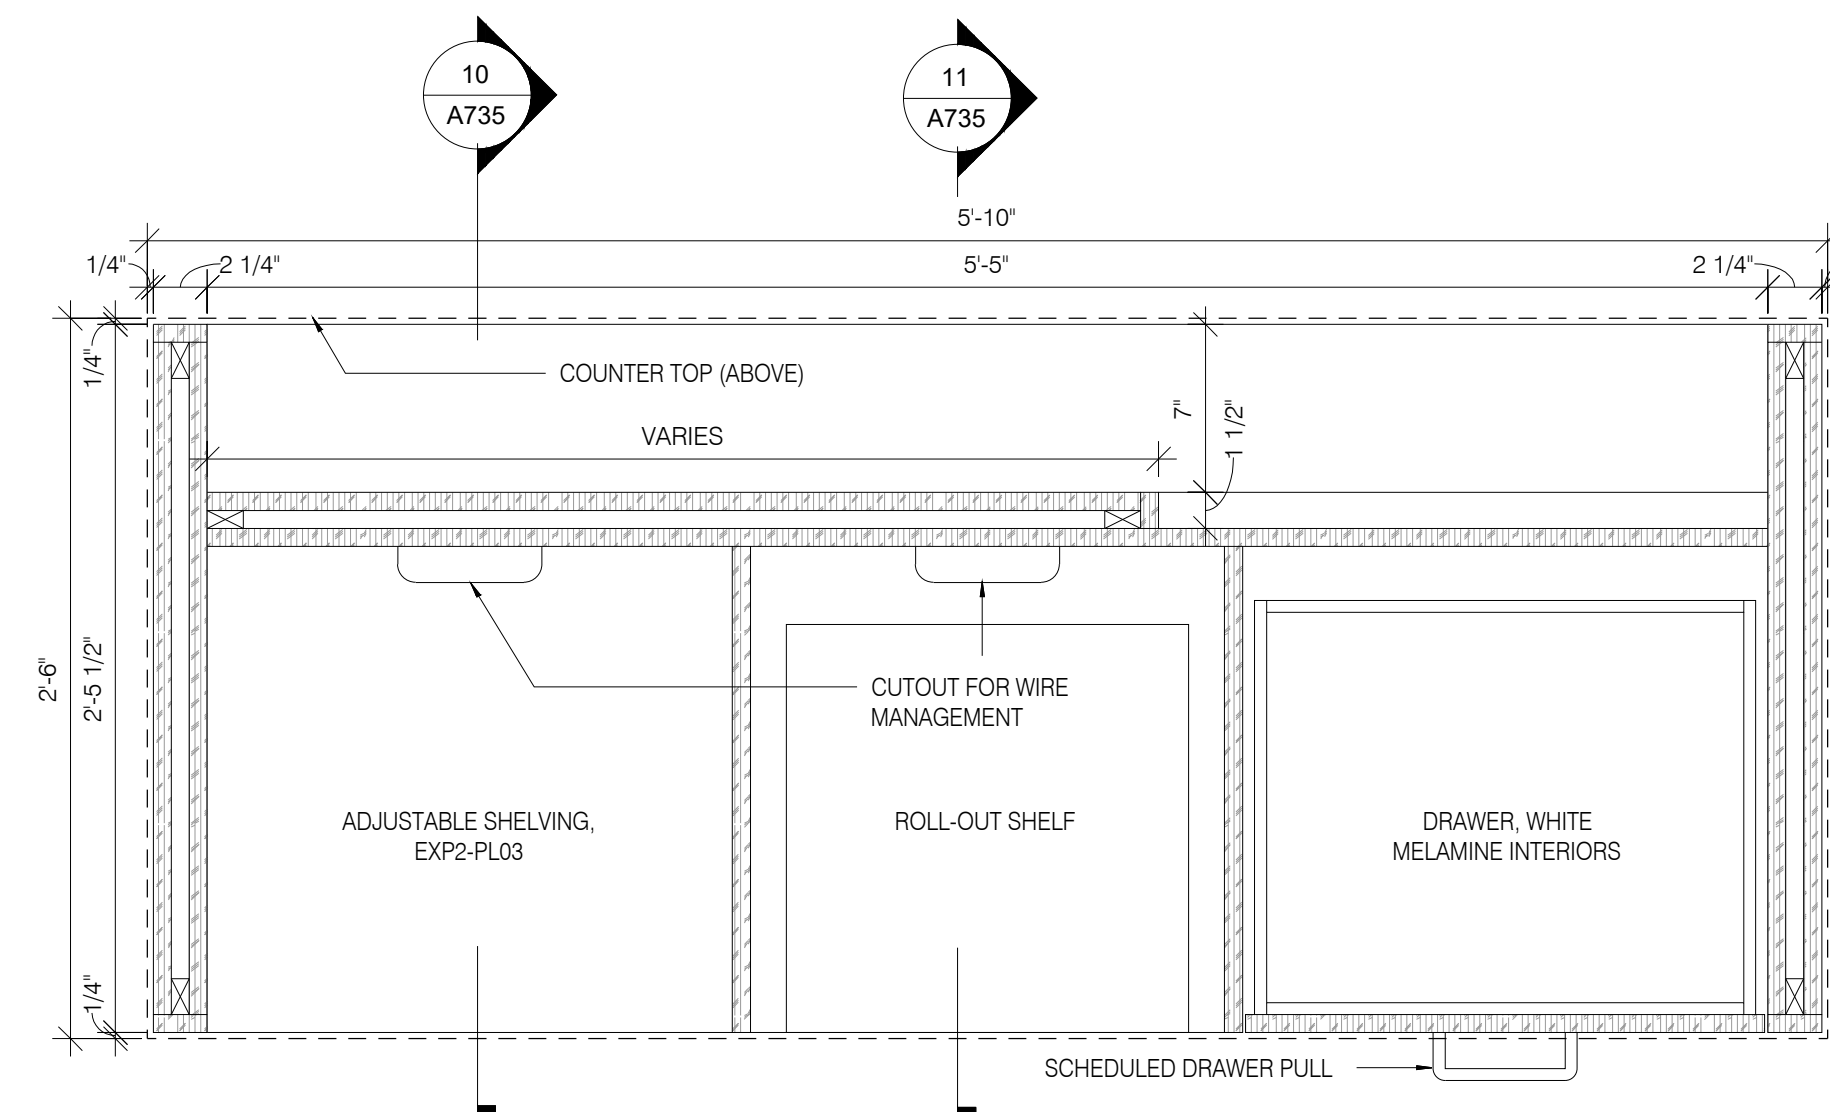 10
A735
11
A735
5'-10"
1/4"
2 1/4"
5'-5"
2 1/4"
1/4"
COUNTER TOP (ABOVE)
7"
1 1/2"
VARIES
2'-6"
2'-5 1/2"
CUTOUT FOR WIRE
MANAGEMENT
ADJUSTABLE SHELVING,
EXP2-PL03
ROLL-OUT SHELF
DRAWER, WHITE
MELAMINE INTERIORS
1/4"
SCHEDULED DRAWER PULL